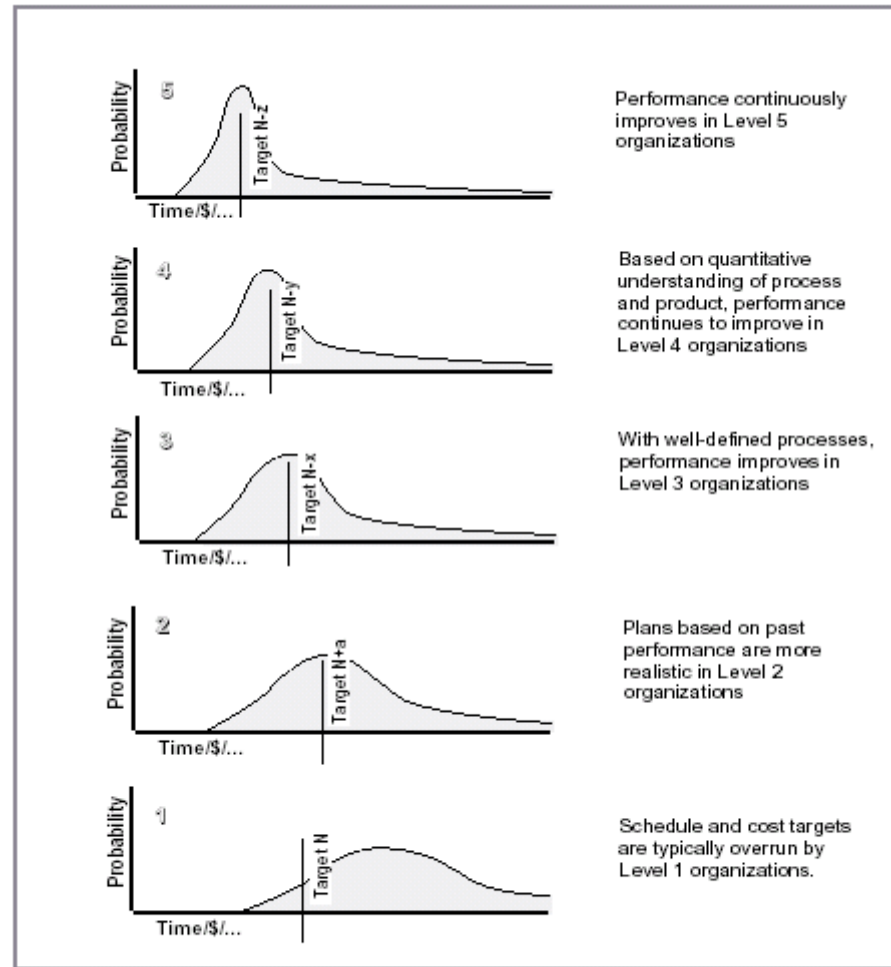 5
Probability
Target N-z
Time/$/...
Performance continuously
improves in Level 5
organizations
4
Probability
Target N-y
Time/$/...
Based on quantitative
understanding of process
and product, performance
continues to improve in
Level 4 organizations
3
Probability
Target N-x
Time/$/...
With well-defined processes,
performance improves in
Level 3 organizations
2
Probability
Target N+a
Time/$/...
Plans based on past
performance are more
realistic in Level 2
organizations
1
Probability
Target N
Time/$/...
Schedule and cost targets
are typically overrun by
Level 1 organizations.